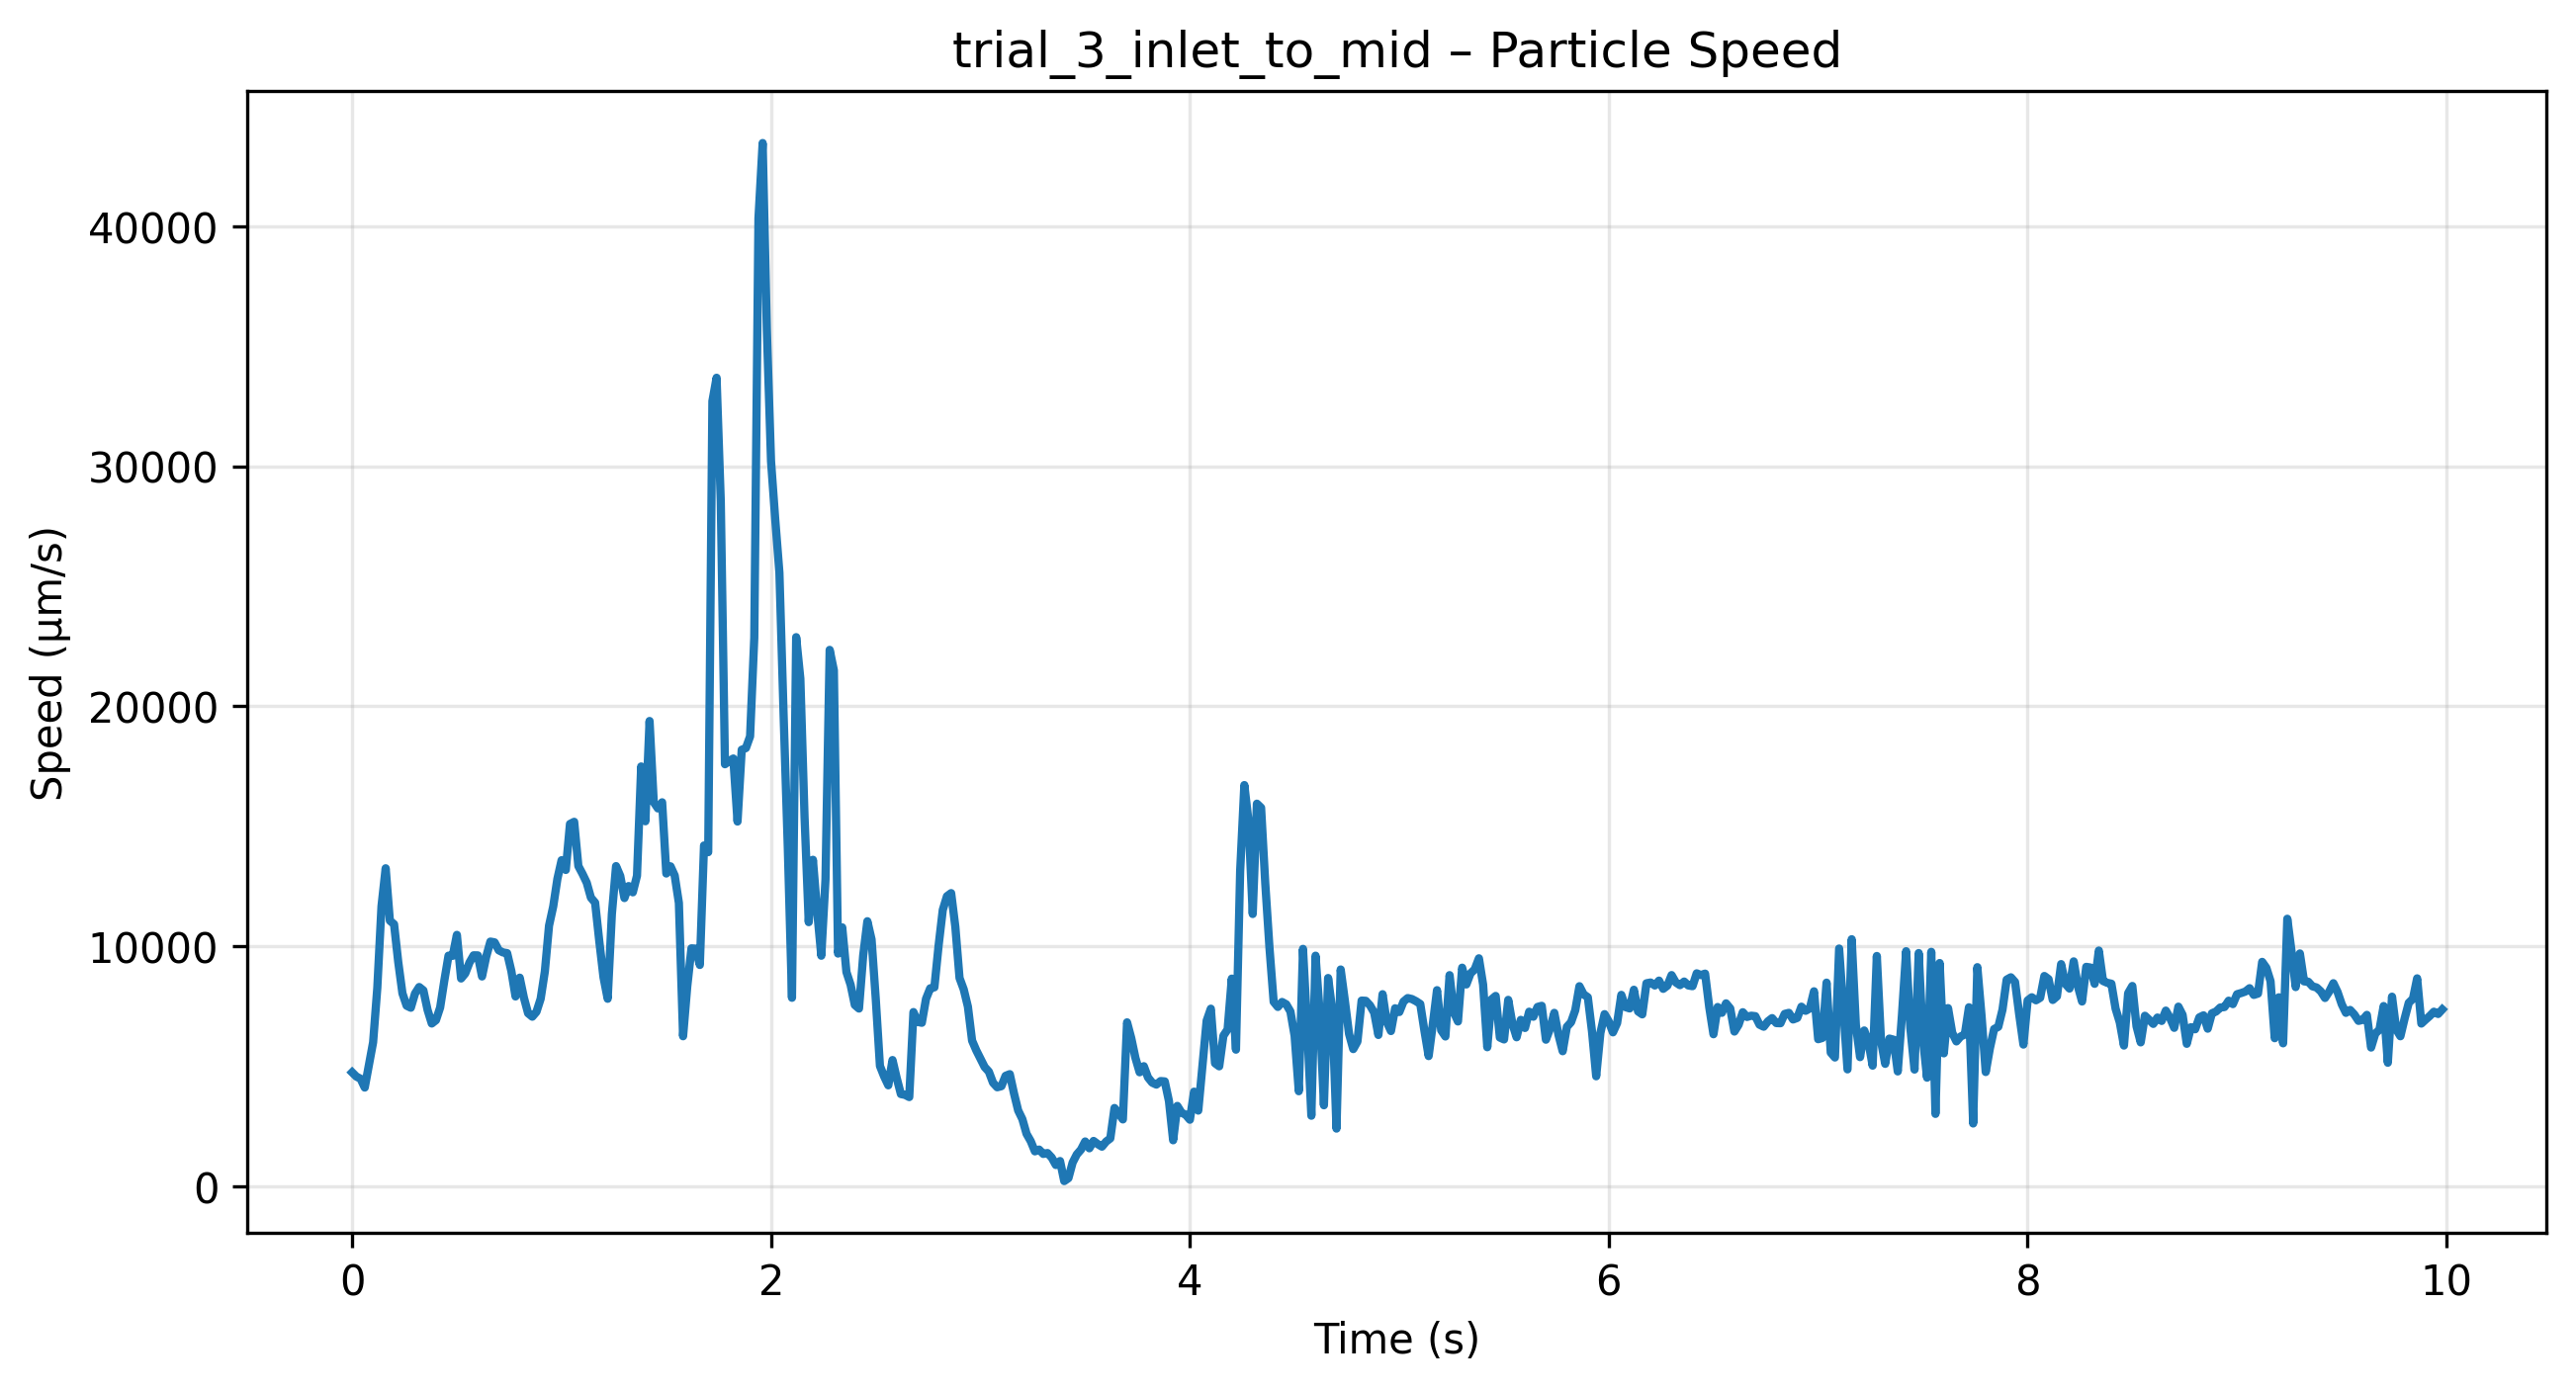 trial_3_inlet_to_mid – Particle Speed
Speed (µm/s)
40000
30000
20000
10000
0
0 2 4 6 8 10
Time (s)